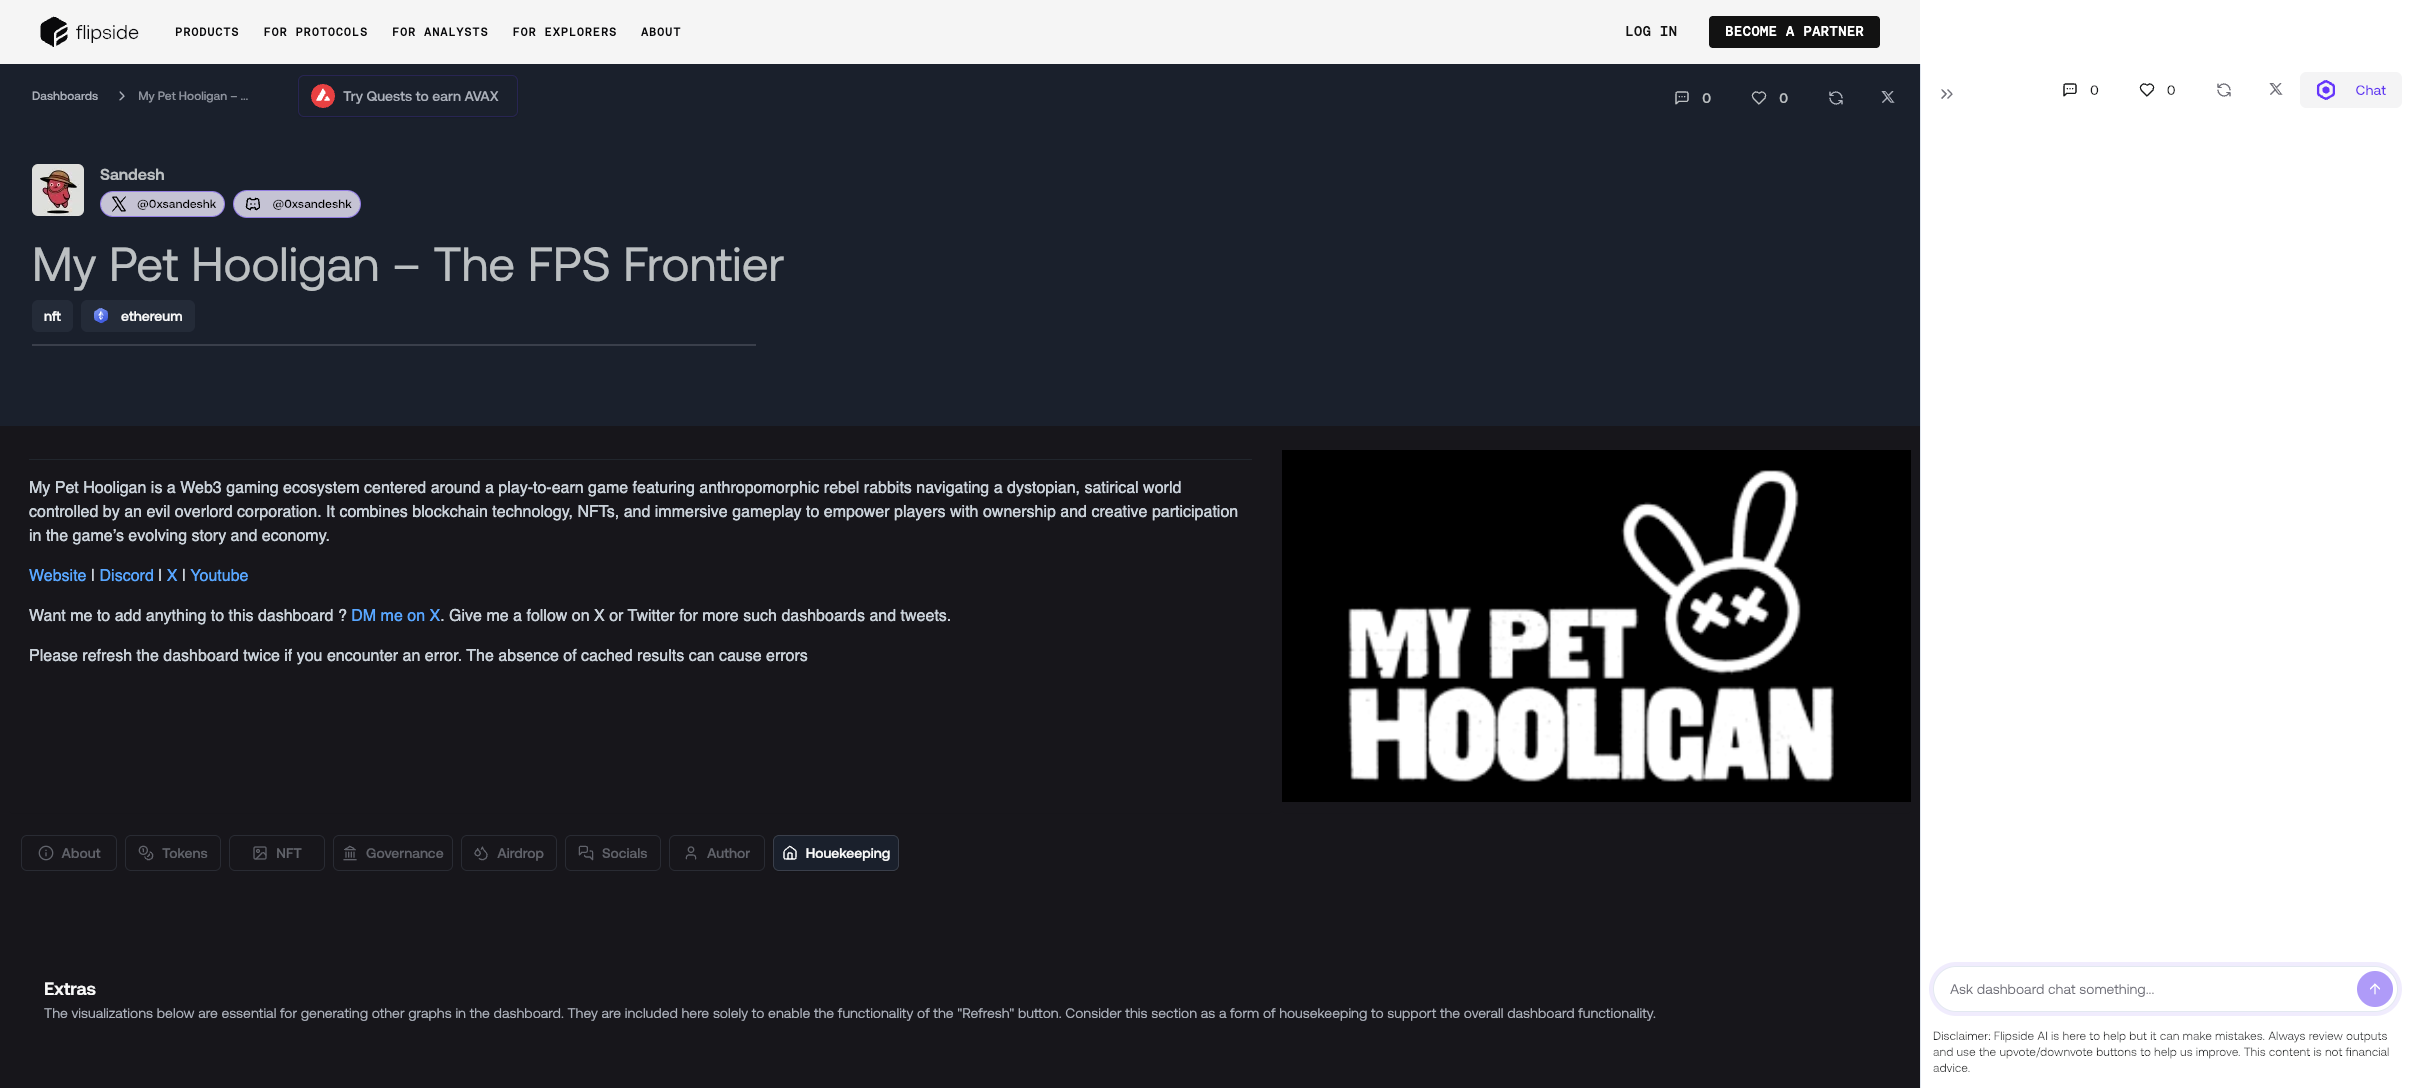 flipside
PRODUCTS FOR PROTOCOLS FOR ANALYSTS FOR EXPLORERS ABOUT
LOG IN BECOME A PARTNER
Dashboards My Pet Hooligan – ... Try Quests to earn AVAX 0 0
0 0 Chat
Sandesh
@0xsandeshk @0xsandeshk
My Pet Hooligan – The FPS Frontier
nft ethereum
My Pet Hooligan is a Web3 gaming ecosystem centered around a play-to-earn game featuring anthropomorphic rebel rabbits navigating a dystopian, satirical world
controlled by an evil overlord corporation. It combines blockchain technology, NFTs, and immersive gameplay to empower players with ownership and creative participation
in the game’s evolving story and economy.
Website | Discord | X | Youtube
Want me to add anything to this dashboard ? DM me on X. Give me a follow on X or Twitter for more such dashboards and tweets.
Please refresh the dashboard twice if you encounter an error. The absence of cached results can cause errors
MY PET
HOOLIGAN
About Tokens NFT Governance Airdrop Socials Author Houekeeping
Extras
The visualizations below are essential for generating other graphs in the dashboard. They are included here solely to enable the functionality of the "Refresh" button. Consider this section as a form of housekeeping to support the overall dashboard functionality.
Ask dashboard chat something...
Disclaimer: Flipside AI is here to help but it can make mistakes. Always review outputs
and use the upvote/downvote buttons to help us improve. This content is not financial
advice.